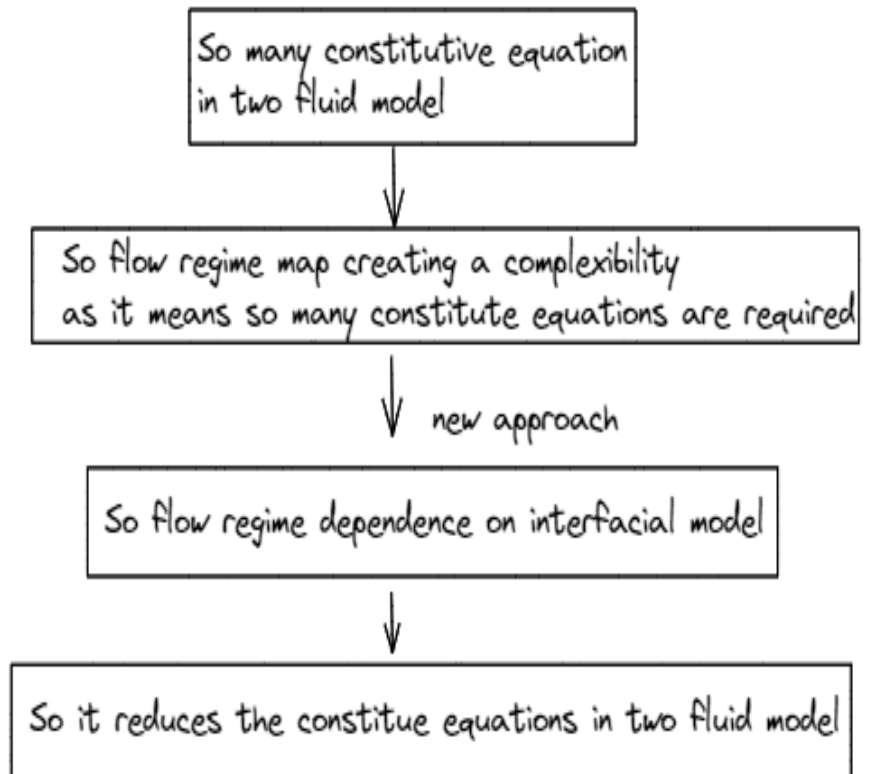 So many constitutive equation
in two fluid model
So flow regime map creating a complexibility
as it means so many constitute equations are required
new approach
So flow regime dependence on interfacial model
So it reduces the constitue equations in two fluid model